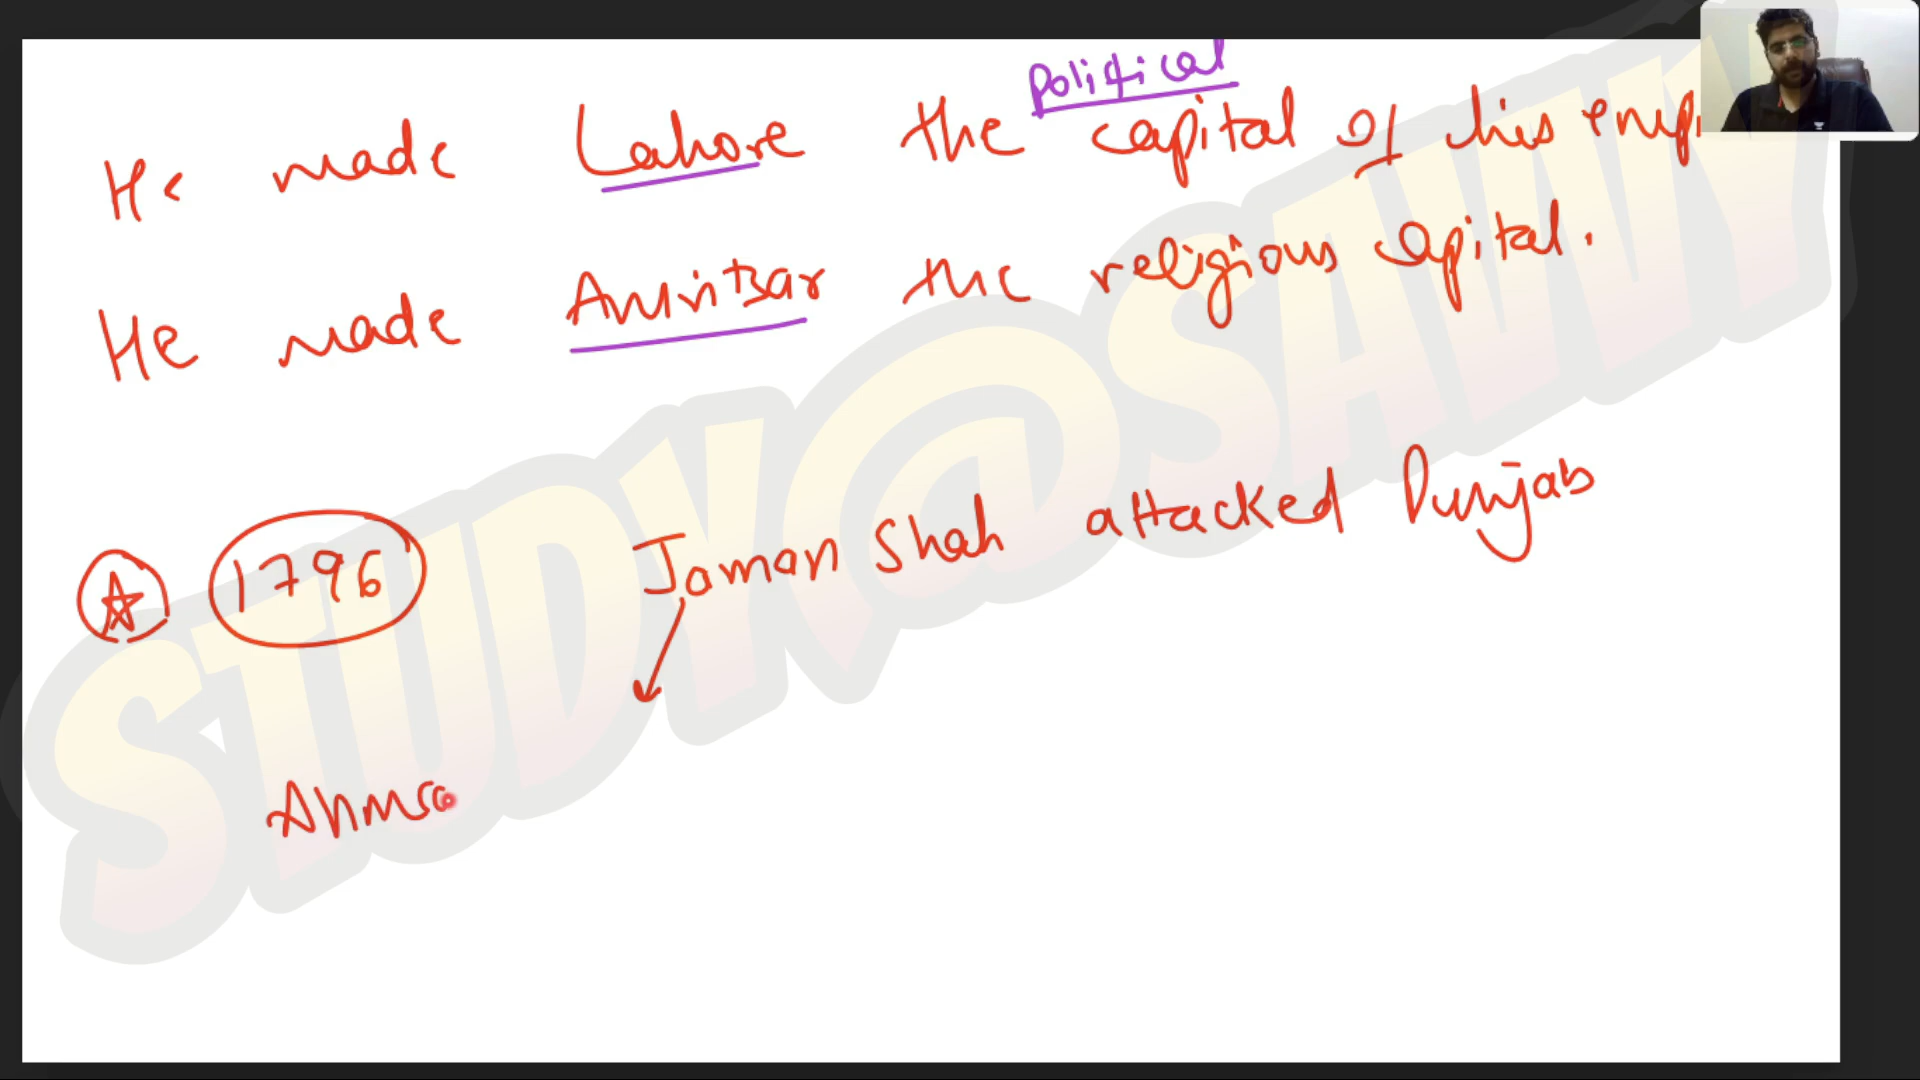 Political
He made Lahore the capital of his emp
He made Amritsar the religious capital.
1796 Jaman Shah attacked Punjab
Ahma
STUDY@SAVVY